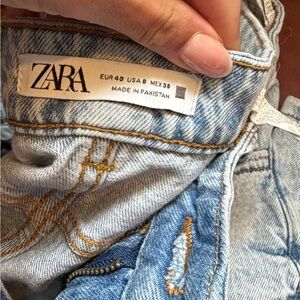 ZARA
EUR 40 USA 8 MEX 30
MADE IN PAKISTAN